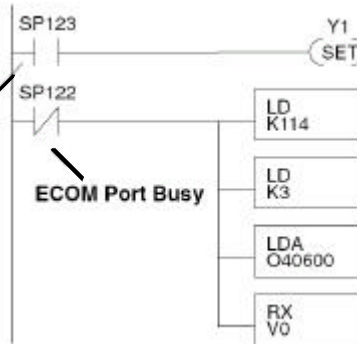 SP123
Y1
SET
SP122
LD
K114
ECOM Port Busy
LD
K3
LDA
O40600
RX
V0